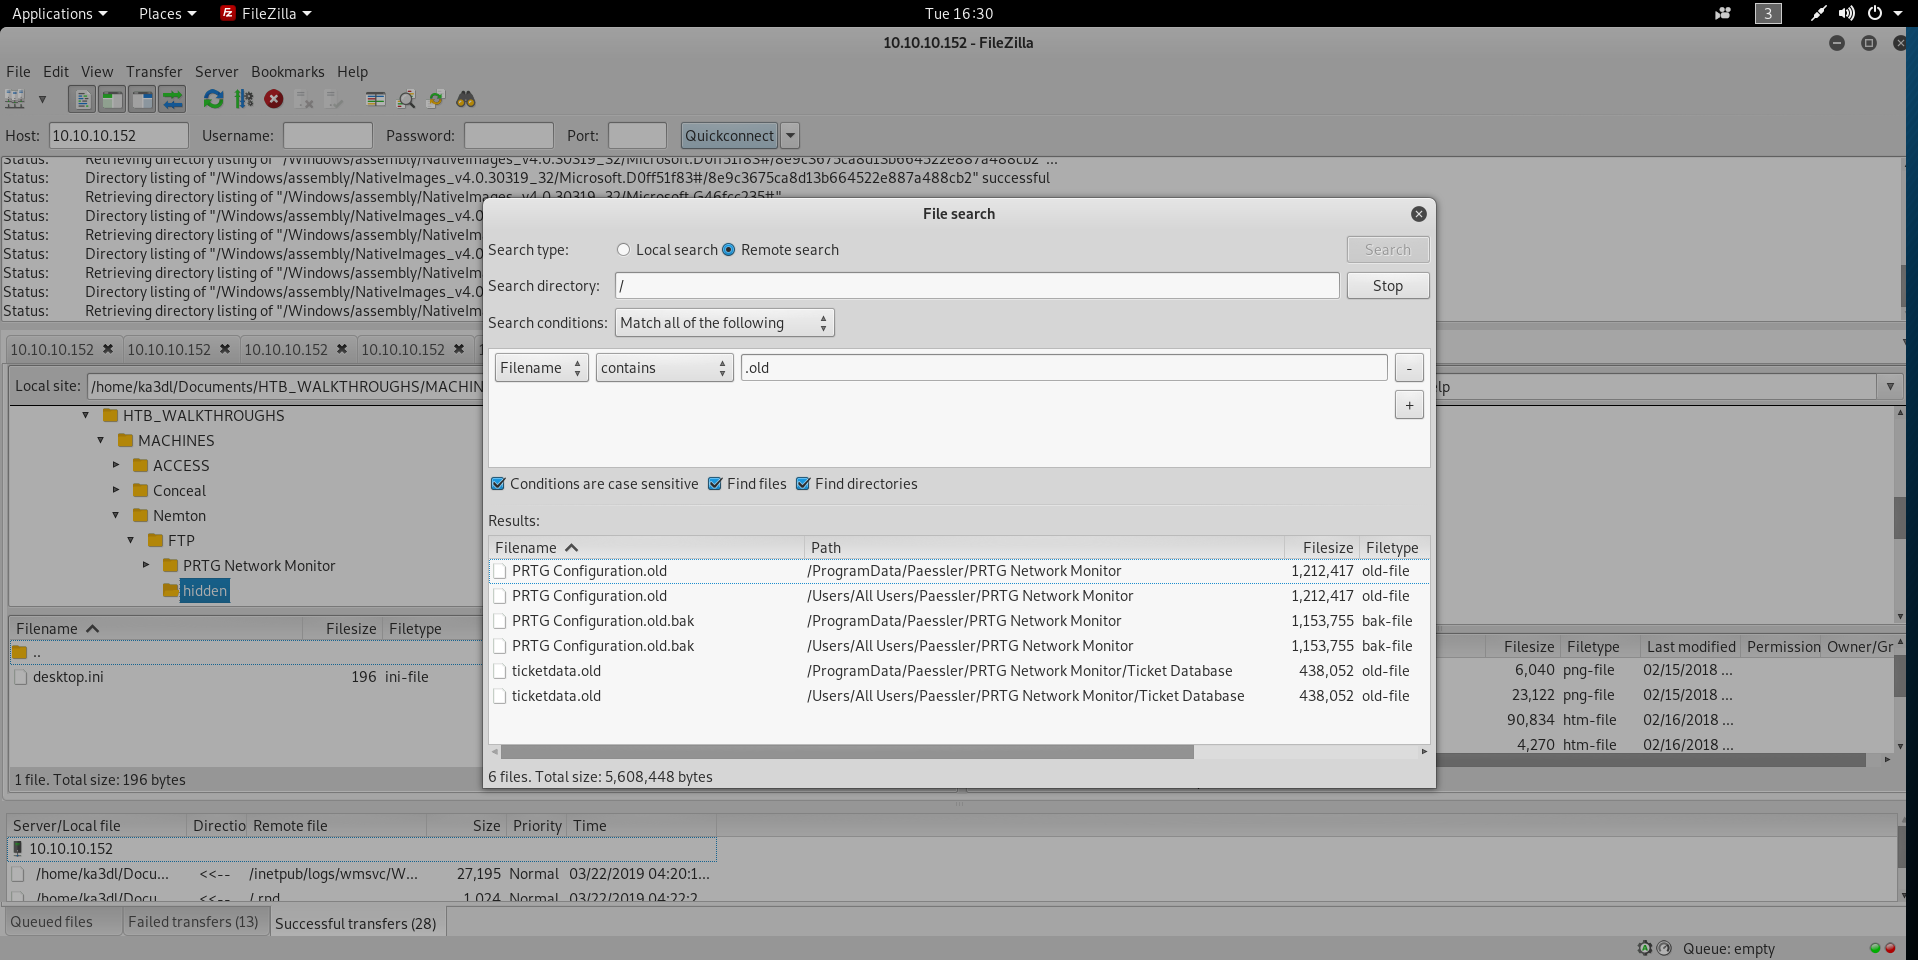 Applications Places FileZilla Tue 16:30 3
10.10.10.152 - FileZilla
File Edit View Transfer Server Bookmarks Help
Host: 10.10.10.152 Username: Password: Port: Quickconnect
Status: Retrieving directory listing of "/Windows/assembly/NativeImages_v4.0.30319_32/Microsoft.D0ff51f83#/8e9c3675ca8d13b664522e887a488cb2"...
Status: Directory listing of "/Windows/assembly/NativeImages_v4.0.30319_32/Microsoft.D0ff51f83#/8e9c3675ca8d13b664522e887a488cb2" successful
Status: Retrieving directory listing of "/Windows/assembly/NativeImages_v4.0.30319_32/Microsoft.G46fcc235#"...
Status: Directory listing of "/Windows/assembly/NativeImages_v4.0
Status: Retrieving directory listing of "/Windows/assembly/NativeIm
Status: Directory listing of "/Windows/assembly/NativeImages_v4.0
Status: Retrieving directory listing of "/Windows/assembly/NativeIm
Status: Directory listing of "/Windows/assembly/NativeImages_v4.0
Status: Retrieving directory listing of "/Windows/assembly/NativeIm
10.10.10.152 10.10.10.152 10.10.10.152 10.10.10.152
Local site: /home/ka3dl/Documents/HTB_WALKTHROUGHS/MACHIN
HTB_WALKTHROUGHS
MACHINES
ACCESS
Conceal
Nemton
FTP
PRTG Network Monitor
hidden
Filename Filesize Filetype
..
desktop.ini 196 ini-file
1 file. Total size: 196 bytes
File search
Search type: Local search Remote search Search
Search directory: / Stop
Search conditions: Match all of the following
Filename contains .old -
+
Conditions are case sensitive Find files Find directories
Results:
Filename Path Filesize Filetype
PRTG Configuration.old /ProgramData/Paessler/PRTG Network Monitor 1,212,417 old-file
PRTG Configuration.old /Users/All Users/Paessler/PRTG Network Monitor 1,212,417 old-file
PRTG Configuration.old.bak /ProgramData/Paessler/PRTG Network Monitor 1,153,755 bak-file
PRTG Configuration.old.bak /Users/All Users/Paessler/PRTG Network Monitor 1,153,755 bak-file
ticketdata.old /ProgramData/Paessler/PRTG Network Monitor/Ticket Database 438,052 old-file
ticketdata.old /Users/All Users/Paessler/PRTG Network Monitor/Ticket Database 438,052 old-file
6 files. Total size: 5,608,448 bytes
lp
Filesize Filetype Last modified Permission Owner/Gr
6,040 png-file 02/15/2018 ...
23,122 png-file 02/15/2018 ...
90,834 htm-file 02/16/2018 ...
4,270 htm-file 02/16/2018 ...
Server/Local file Directio Remote file Size Priority Time
10.10.10.152
/home/ka3dl/Docu... <<-- /inetpub/logs/wmsvc/W... 27,195 Normal 03/22/2019 04:20:1...
/home/ka3dl/Docu... <<-- /.rnd 1,024 Normal 03/22/2019 04:22:2...
Queued files Failed transfers (13) Successful transfers (28)
Queue: empty